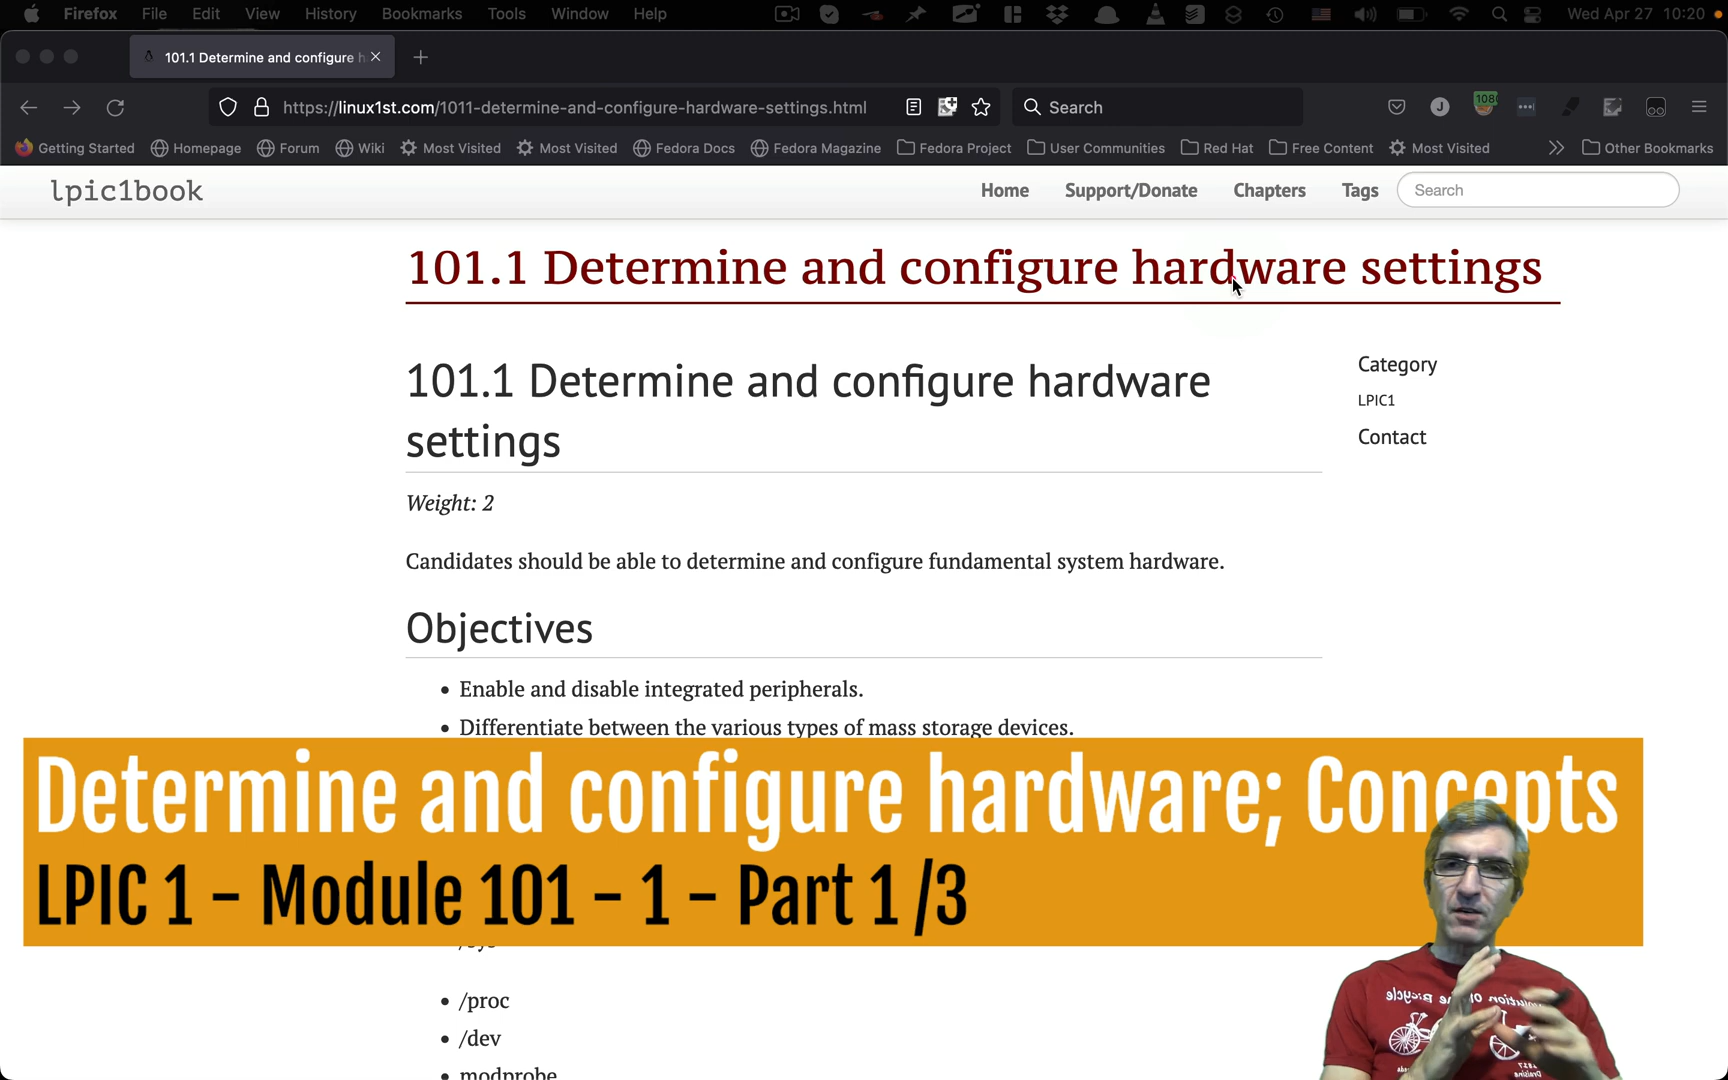 Firefox File Edit View History Bookmarks Tools Window Help Wed Apr 27 10:20
101.1 Determine and configure h
https://linux1st.com/1011-determine-and-configure-hardware-settings.html Search J 108
Getting Started Homepage Forum Wiki Most Visited Most Visited Fedora Docs Fedora Magazine Fedora Project User Communities Red Hat Free Content Most Visited Other Bookmarks
lpic1book Home Support/Donate Chapters Tags Search
101.1 Determine and configure hardware settings
101.1 Determine and configure hardware
settings
Category
LPIC1
Contact
Weight: 2
Candidates should be able to determine and configure fundamental system hardware.
Objectives
• Enable and disable integrated peripherals.
• Differentiate between the various types of mass storage devices.
Determine and configure hardware; Concepts
LPIC 1 - Module 101 - 1 - Part 1 /3
• /proc
• /dev
• modprobe